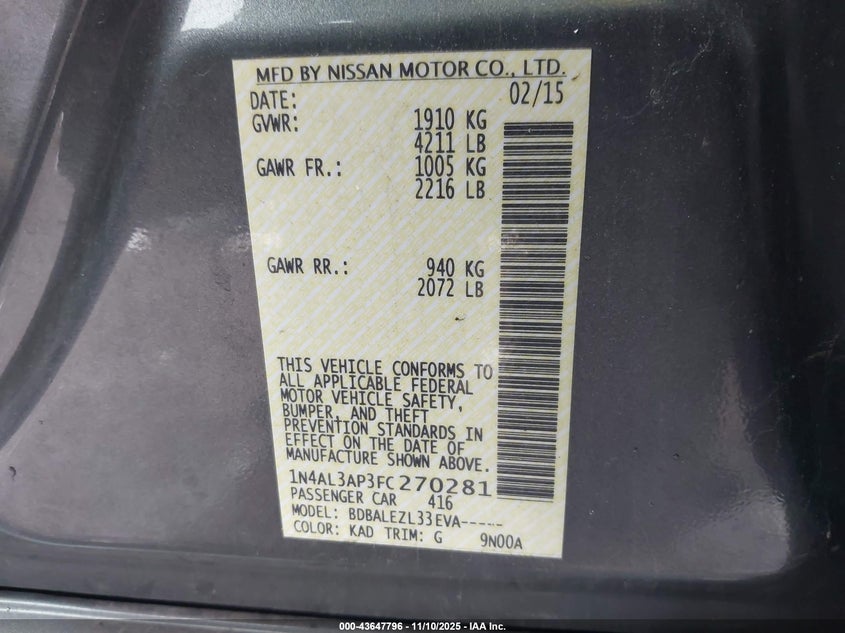 MFD BY NISSAN MOTOR CO., LTD.
DATE: 02/15
GVWR: 1910 KG
4211 LB
GAWR FR.: 1005 KG
2216 LB
GAWR RR.: 940 KG
2072 LB
THIS VEHICLE CONFORMS TO
ALL APPLICABLE FEDERAL
MOTOR VEHICLE SAFETY,
BUMPER, AND THEFT
PREVENTION STANDARDS IN
EFFECT ON THE DATE OF
MANUFACTURE SHOWN ABOVE.
1N4AL3AP3FC270281
PASSENGER CAR 416
MODEL: BDBALEZL33EVA-----
COLOR: KAD TRIM: G 9N00A
000-43647796 - 11/10/2025 - IAA Inc.